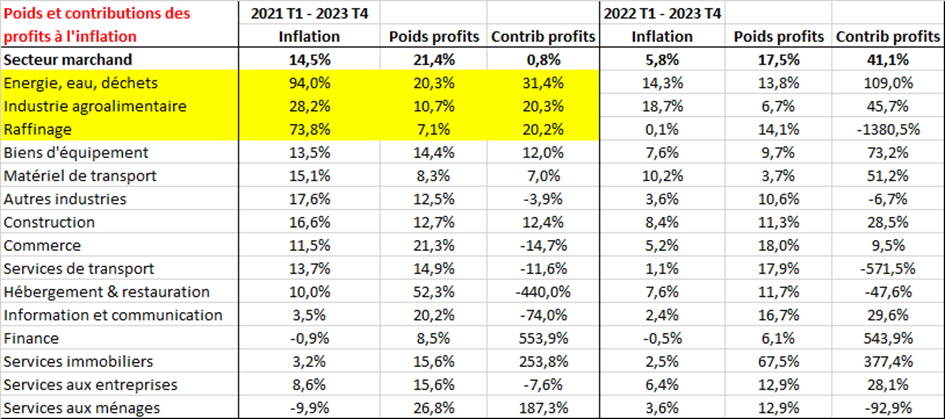 Poids et contributions des profits à l'inflation
2021 T1 - 2023 T4 2022 T1 - 2023 T4
Inflation Poids profits Contrib profits Inflation Poids profits Contrib profits
Secteur marchand 14,5% 21,4% 0,8% 5,8% 17,5% 41,1%
Energie, eau, déchets 94,0% 20,3% 31,4% 14,3% 13,8% 109,0%
Industrie agroalimentaire 28,2% 10,7% 20,3% 18,7% 6,7% 45,7%
Raffinage 73,8% 7,1% 20,2% 0,1% 14,1% -1380,5%
Biens d'équipement 13,5% 14,4% 12,0% 7,6% 9,7% 73,2%
Matériel de transport 15,1% 8,3% 7,0% 10,2% 3,7% 51,2%
Autres industries 17,6% 12,5% -3,9% 3,6% 10,6% -6,7%
Construction 16,6% 12,7% 12,4% 8,4% 11,3% 28,5%
Commerce 11,5% 21,3% -14,7% 5,2% 18,0% 9,5%
Services de transport 13,7% 14,9% -11,6% 1,1% 17,9% -571,5%
Hébergement & restauration 10,0% 52,3% -440,0% 7,6% 11,7% -47,6%
Information et communication 3,5% 20,2% -74,0% 2,4% 16,7% 29,6%
Finance -0,9% 8,5% 553,9% -0,5% 6,1% 543,9%
Services immobiliers 3,2% 15,6% 253,8% 2,5% 67,5% 377,4%
Services aux entreprises 8,6% 15,6% -7,6% 6,4% 12,9% 28,1%
Services aux ménages -9,9% 26,8% 187,3% 3,6% 12,9% -92,9%